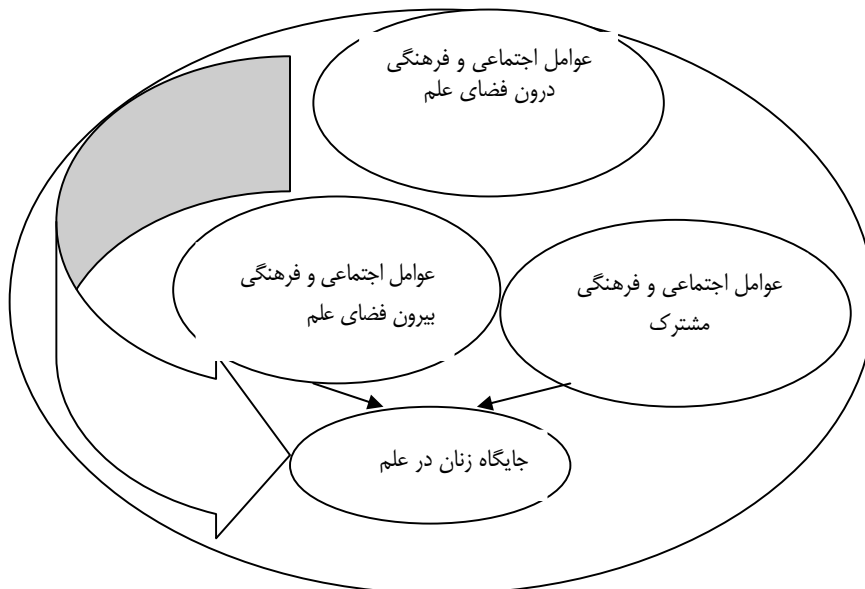 عوامل اجتماعی و فرهنگی
درون فضای علم
عوامل اجتماعی و فرهنگی
مشترک
عوامل اجتماعی و فرهنگی
بیرون فضای علم
جایگاه زنان در علم